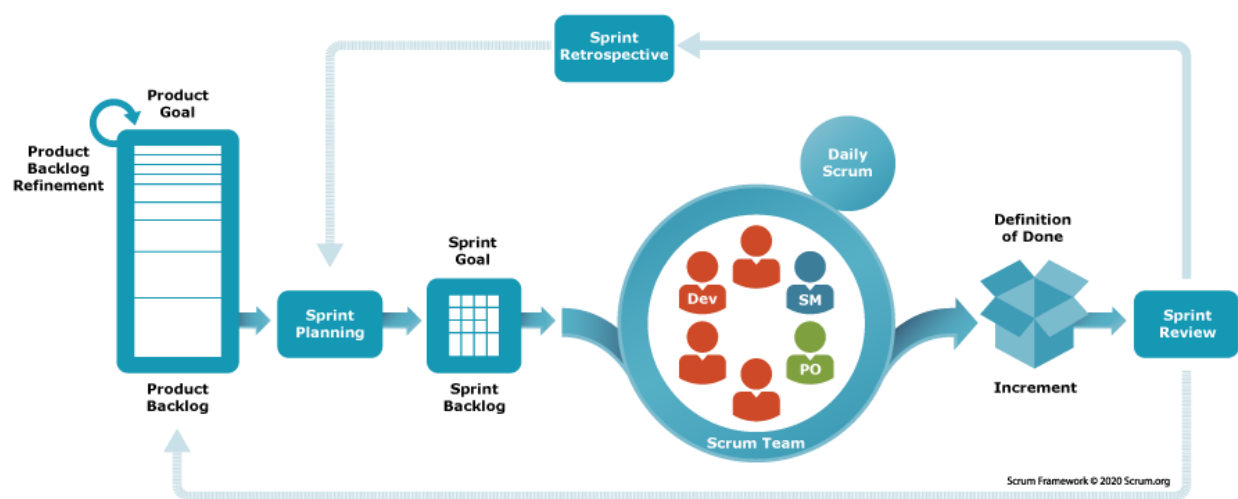 Sprint
Retrospective
Product
Goal
Product
Backlog
Refinement
Daily
Scrum
Definition
of Done
Sprint
Goal
Dev
SM
Sprint
Planning
Sprint
Review
PO
Product
Backlog
Sprint
Backlog
Increment
Scrum Team
Scrum Framework © 2020 Scrum.org